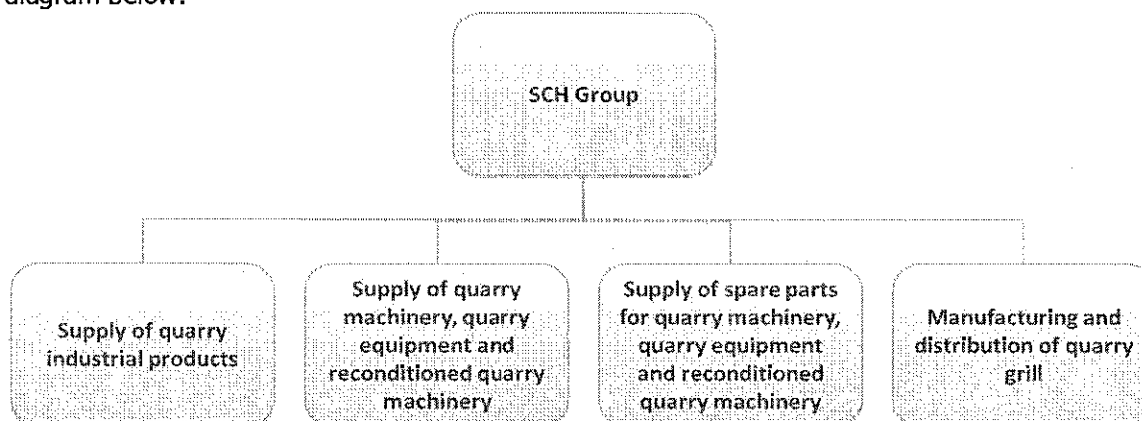 diagram below:
SCH Group
Supply of quarry
industrial products
Supply of quarry
machinery, quarry
equipment and
reconditioned quarry
machinery
Supply of spare parts
for quarry machinery,
quarry equipment
and reconditioned
quarry machinery
Manufacturing and
distribution of quarry
grill